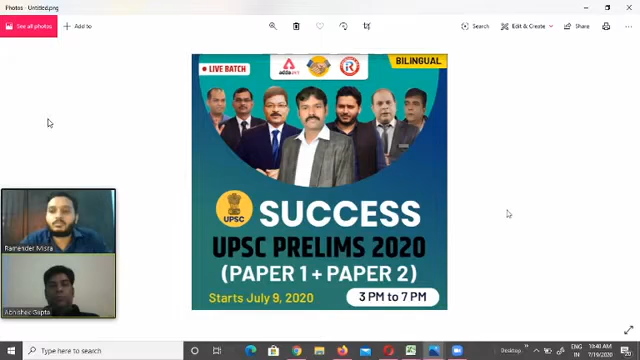 Photos - Untitled.png
See all photos
Add to
Search
Edit & Create
Share
LIVE BATCH
adda247
BILINGUAL
UPSC
SUCCESS
UPSC PRELIMS 2020
(PAPER 1 + PAPER 2)
Starts July 9, 2020
3 PM to 7 PM
Ramender Misra
Abhishek Gupta
Type here to search
Desktop
ENG
IN
10:40 AM
7/19/2020